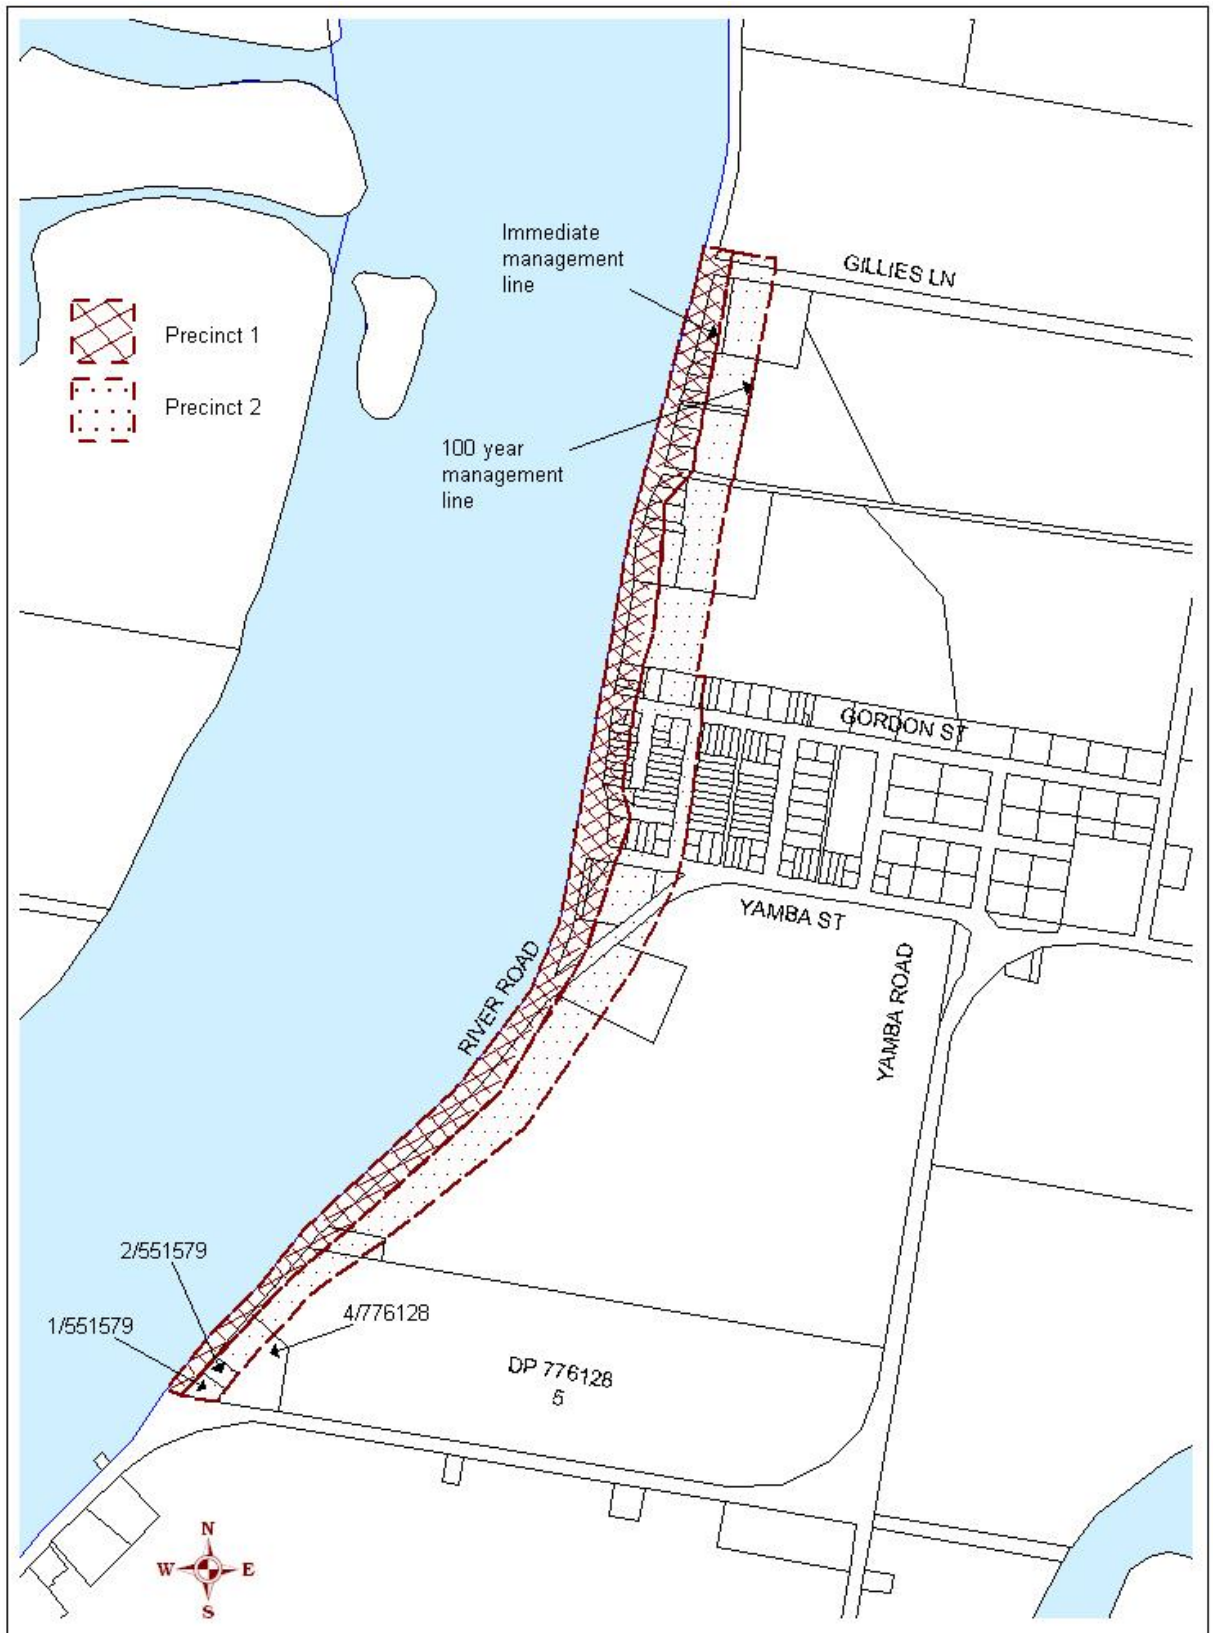 Immediate
management
line
GILLIES LN
Precinct 1
Precinct 2
100 year
management
line
GORDON ST
YAMBA ST
RIVER ROAD
YAMBA ROAD
2/551579
1/551579
4/776128
DP 776128
5
N
W E
S